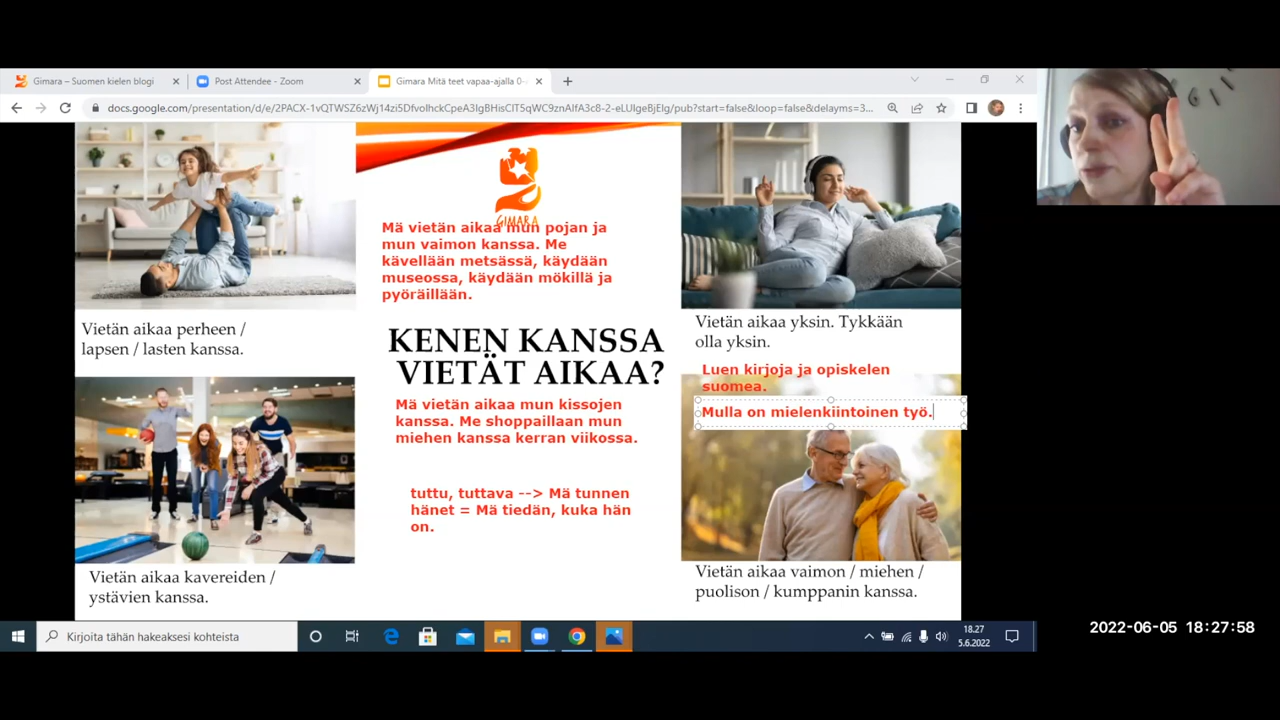 Gimara – Suomen kielen blogi
Post Attendee - Zoom
Gimara Mitä teet vapaa-ajalla 0-
docs.google.com/presentation/d/e/2PACX-1vQTWSZ6zWj14zi5DfvolhckCpeA3lgBHisClT5qWC9znAIfA3c8-2-eLUIgeBjEIg/pub?start=false&loop=false&delayms=3...
GIMARA
Mä vietän aikaa mun pojan ja
mun vaimon kanssa. Me
kävellään metsässä, käydään
museossa, käydään mökillä ja
pyöräillään.
Vietän aikaa perheen /
lapsen / lasten kanssa.
Vietän aikaa yksin. Tykkään
olla yksin.
KENEN KANSSA
VIETÄT AIKAA?
Luen kirjoja ja opiskelen
suomea.
Mulla on mielenkiintoinen työ.
Mä vietän aikaa mun kissojen
kanssa. Me shoppaillaan mun
miehen kanssa kerran viikossa.
tuttu, tuttava --> Mä tunnen
hänet = Mä tiedän, kuka hän
on.
Vietän aikaa kavereiden /
ystävien kanssa.
Vietän aikaa vaimon / miehen /
puolison / kumppanin kanssa.
Kirjoita tähän hakeaksesi kohteista
18.27
5.6.2022
2022-06-05 18:27:58